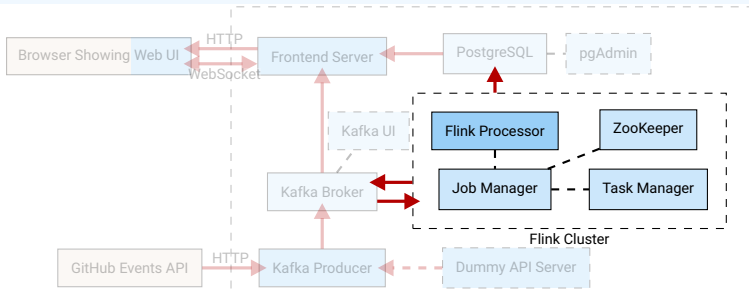 HTTP
Browser Showing Web UI
WebSocket
Frontend Server
PostgreSQL
pgAdmin
Kafka UI
Flink Processor
ZooKeeper
Kafka Broker
Job Manager
Task Manager
Flink Cluster
GitHub Events API
HTTP
Kafka Producer
Dummy API Server